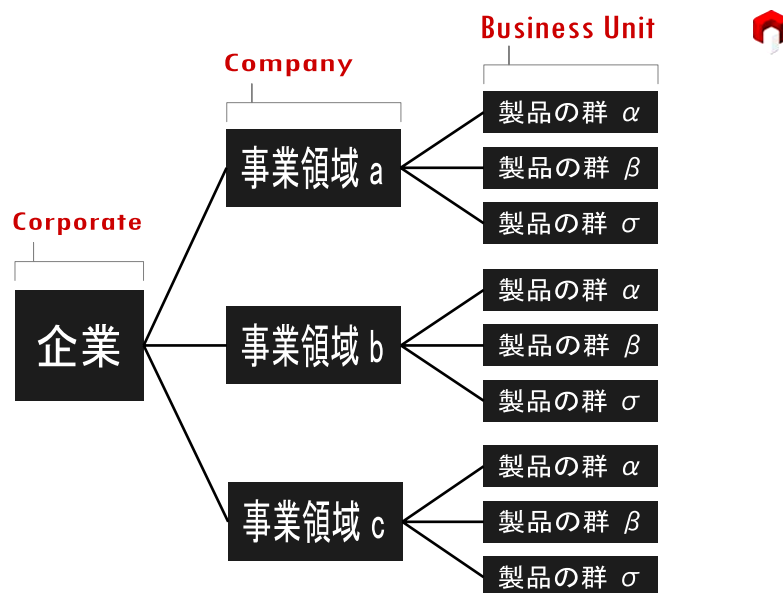 Business Unit
Company
Corporate
企業
事業領域 a
製品の群 α
製品の群 β
製品の群 σ
事業領域 b
製品の群 α
製品の群 β
製品の群 σ
事業領域 c
製品の群 α
製品の群 β
製品の群 σ